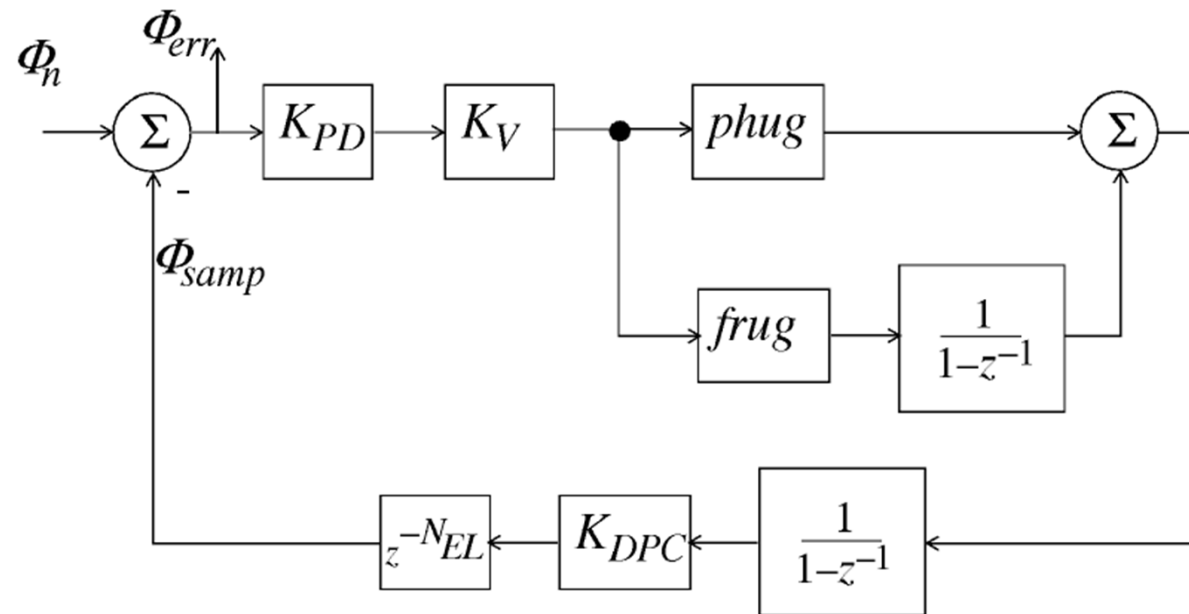 Φerr
Φn
Σ
KPD
KV
phug
Σ
-
Φsamp
frug
1
1−z−1
z−NEL
KDPC
1
1−z−1